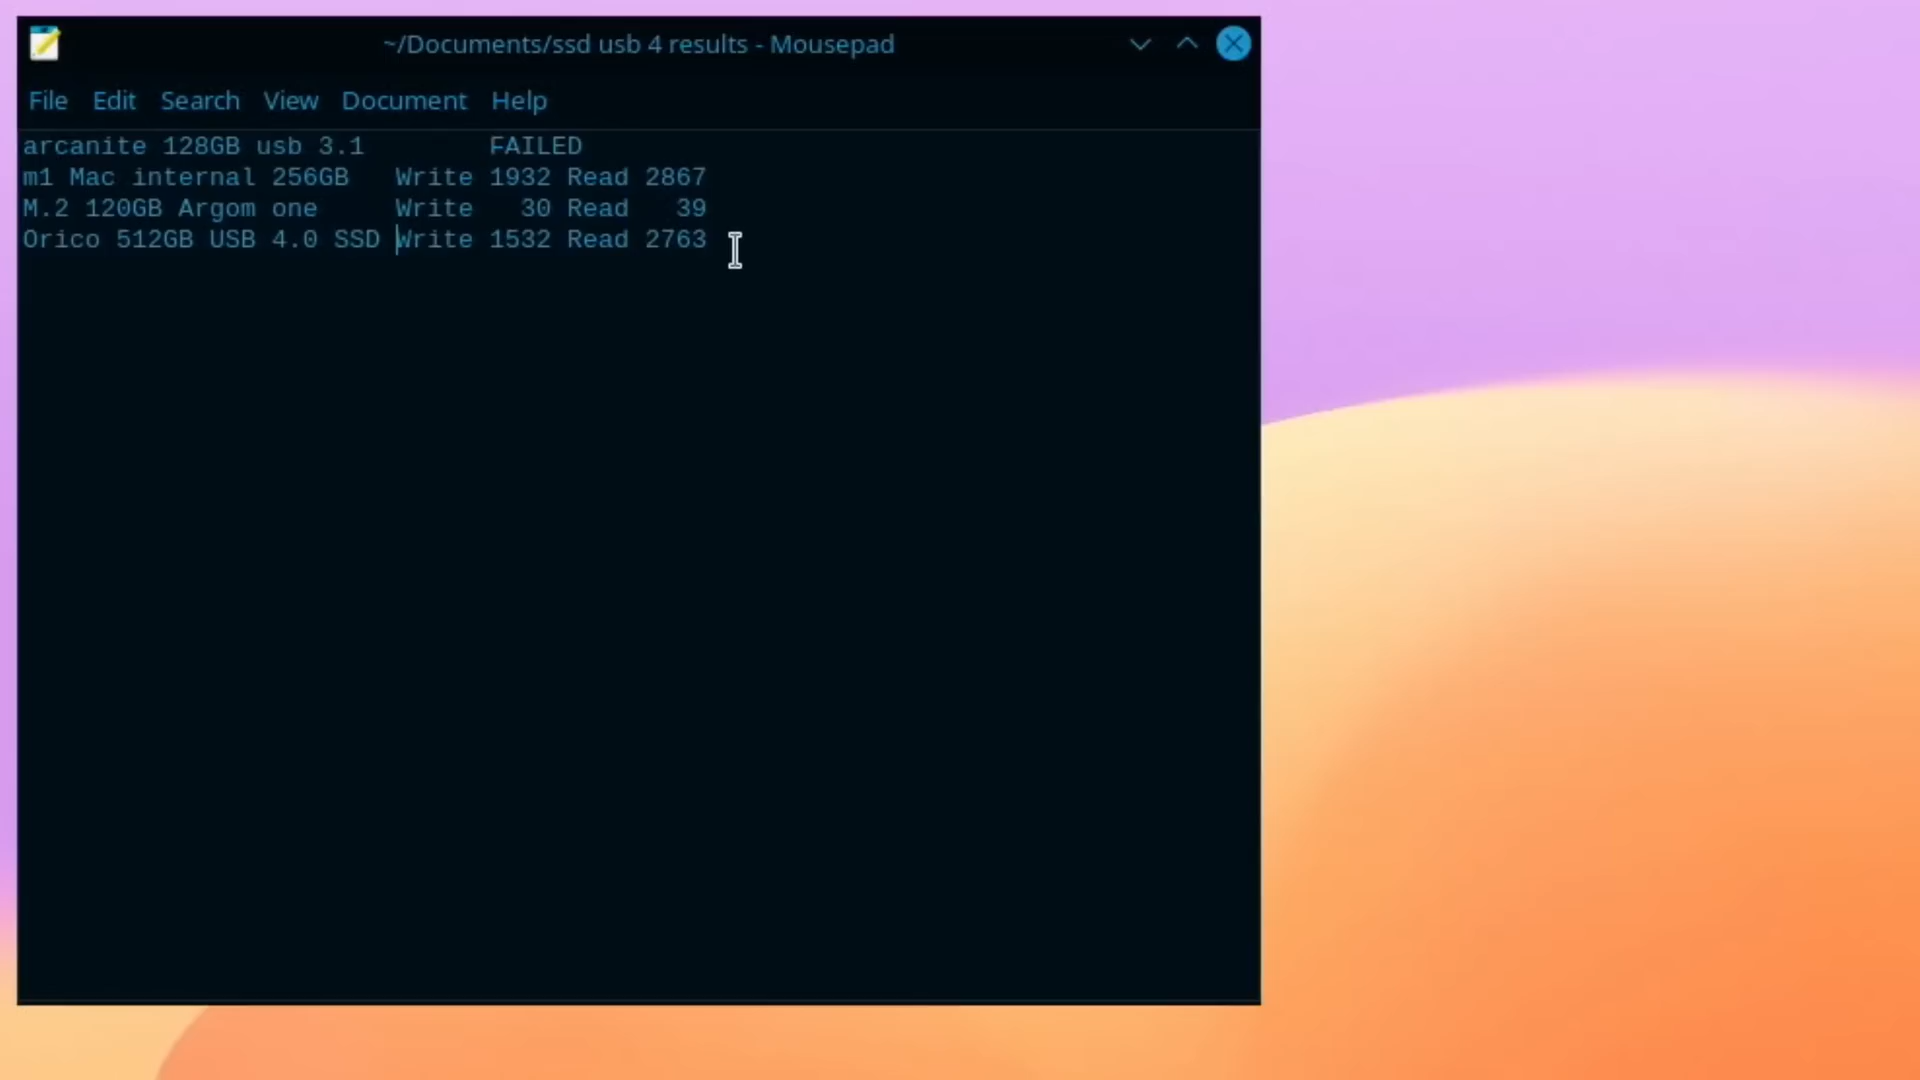 ~/Documents/ssd usb 4 results - Mousepad
File Edit Search View Document Help
arcanite 128GB usb 3.1        FAILED
m1 Mac internal 256GB   Write 1932 Read 2867
M.2 120GB Argom one     Write   30 Read   39
Orico 512GB USB 4.0 SSD Write 1532 Read 2763